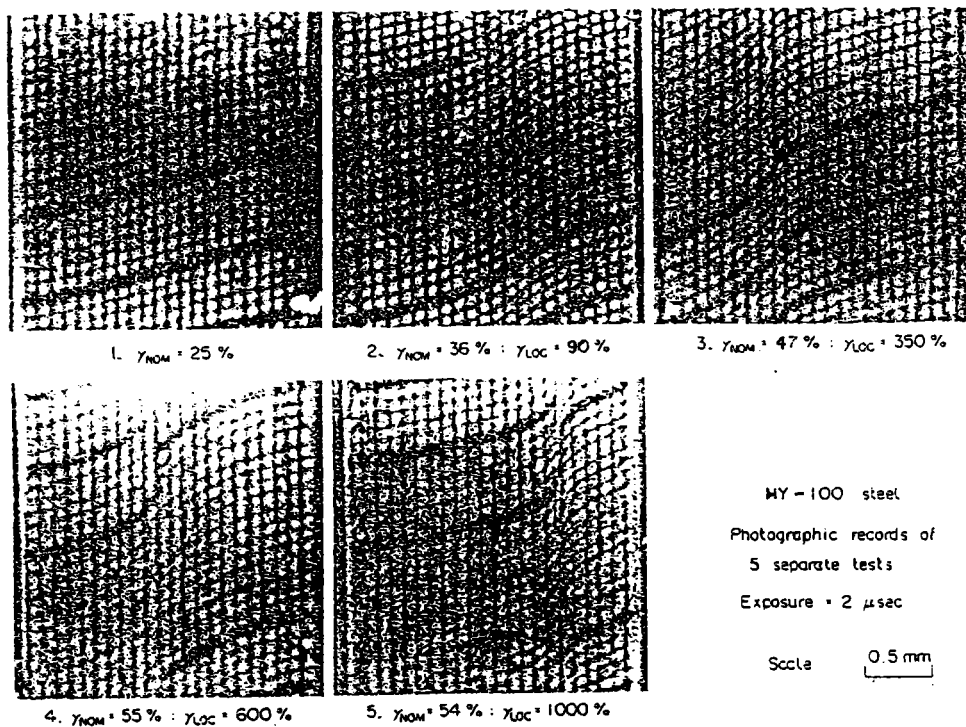 1. γNOM = 25 %
2. γNOM = 36 % : γLOC = 90 %
3. γNOM = 47 % : γLOC = 350 %
4. γNOM = 55 % : γLOC = 600 %
5. γNOM = 54 % : γLOC = 1000 %
HY-100 steel
Photographic records of
5 separate tests
Exposure = 2 μsec
Scale 0.5 mm